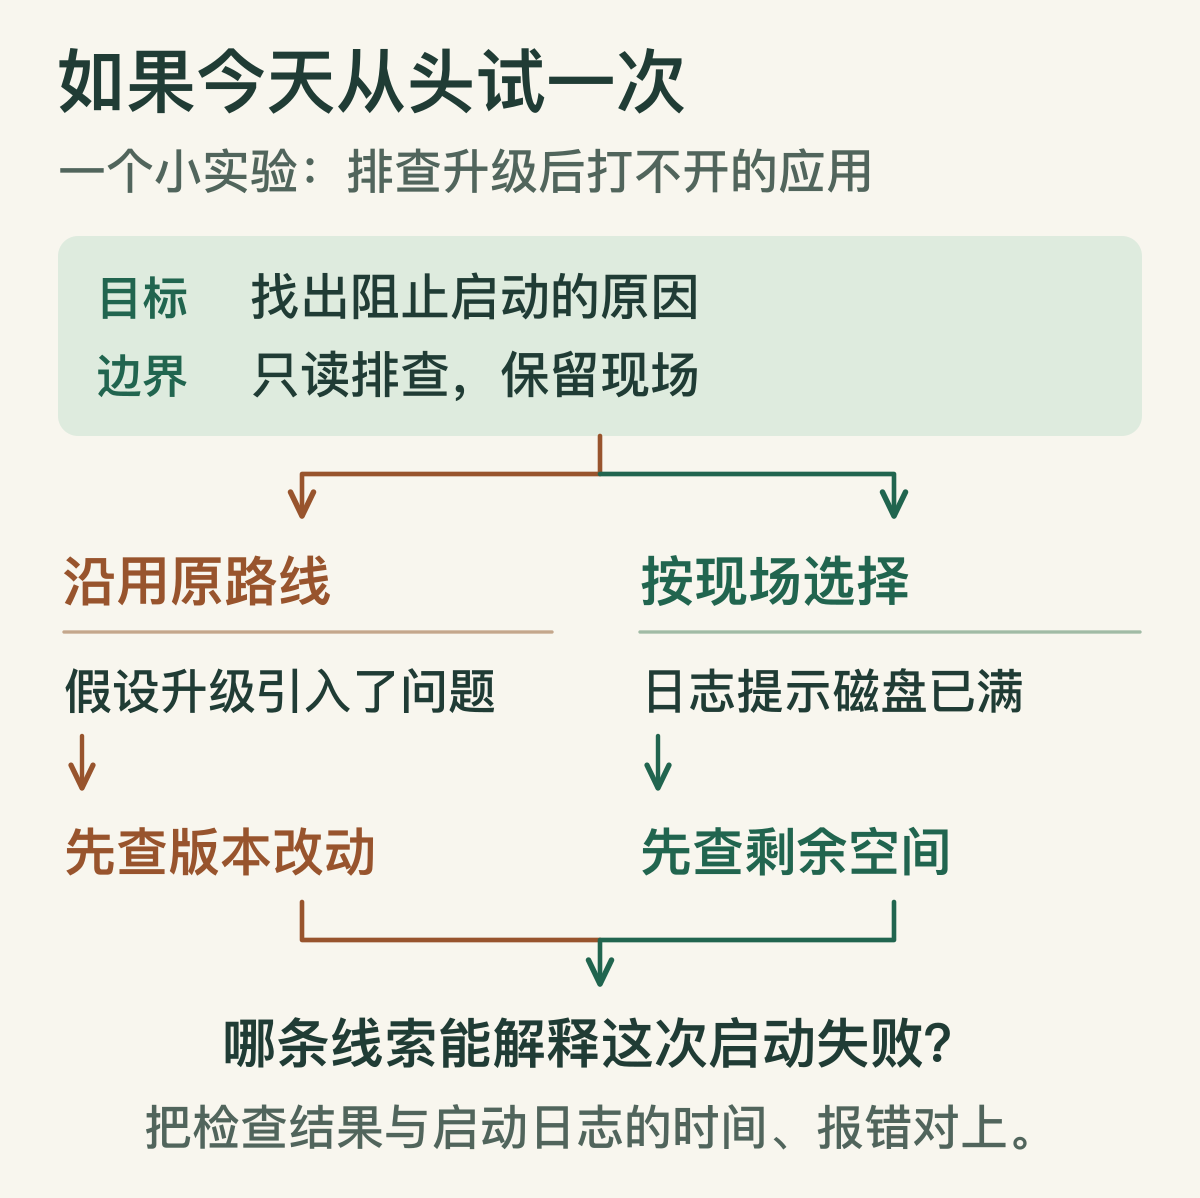 如果今天从头试一次
一个小实验：排查升级后打不开的应用
目标 找出阻止启动的原因
边界 只读排查，保留现场
沿用原路线
按现场选择
假设升级引入了问题
日志提示磁盘已满
先查版本改动
先查剩余空间
哪条线索能解释这次启动失败?
把检查结果与启动日志的时间、报错对上。